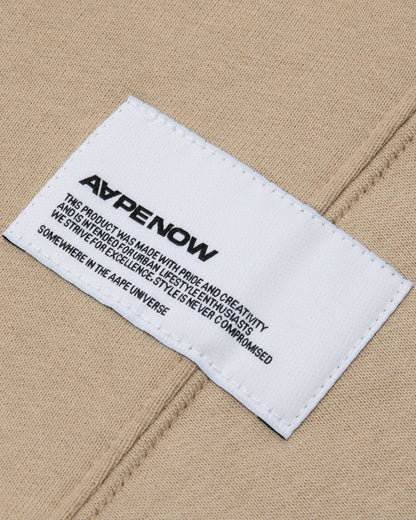 AAPENOW
THIS PRODUCT WAS MADE WITH PRIDE AND CREATIVITY
AND IS INTENDED FOR URBAN LIFESTYLE ENTHUSIASTS
WE STRIVE FOR EXCELLENCE: STYLE IS NEVER COMPROMISED
SOMEWHERE IN THE AAPE UNIVERSE